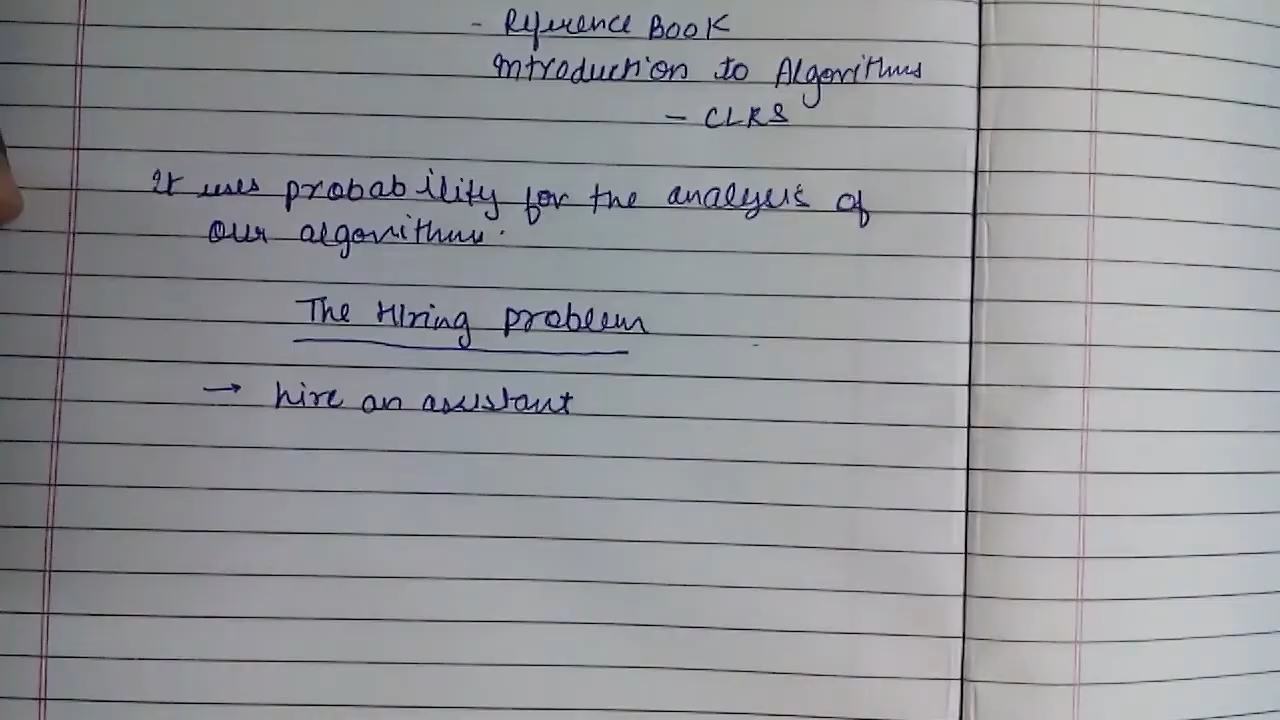 - Reference Book
Introduction to Algorithms
- CLRS
It uses probability for the analysis of
our algorithms.
The Hiring problem
→ hire an assistant